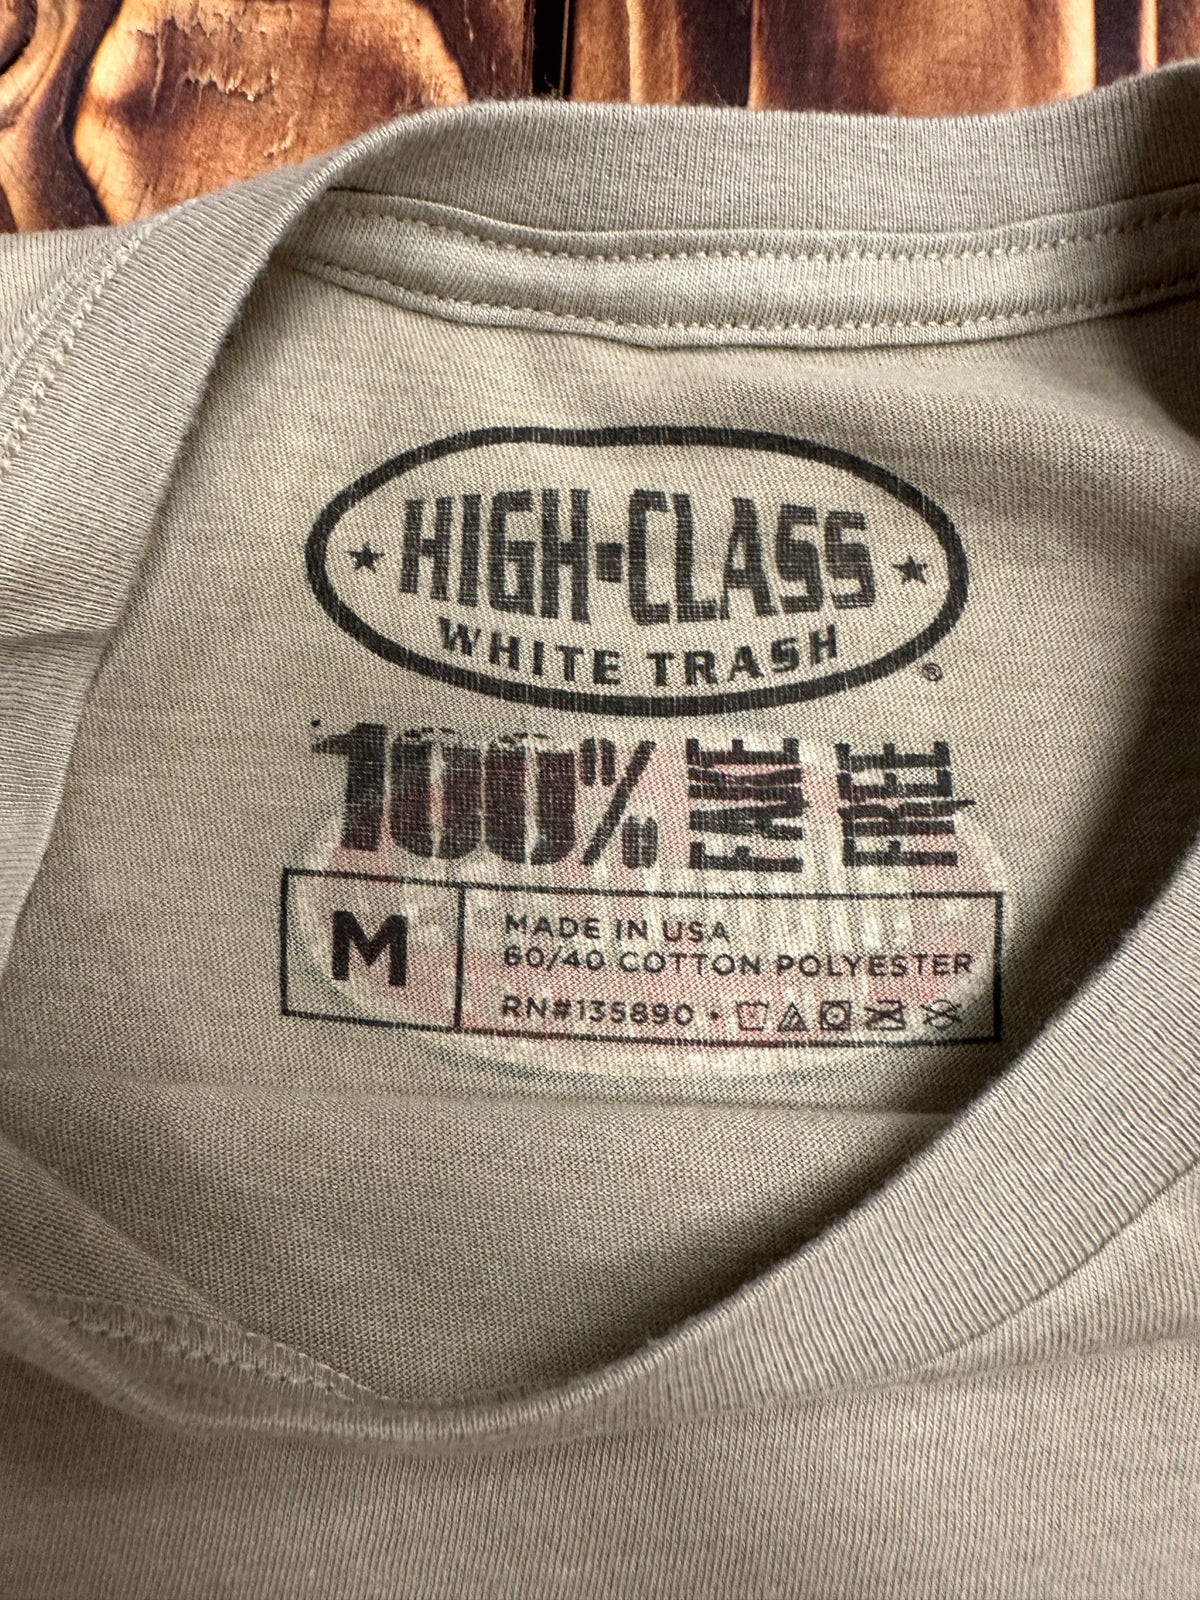 HIGH-CLASS
WHITE TRASH
®
100% FAKE FREE
M
MADE IN USA
60/40 COTTON POLYESTER
RN#135890 •